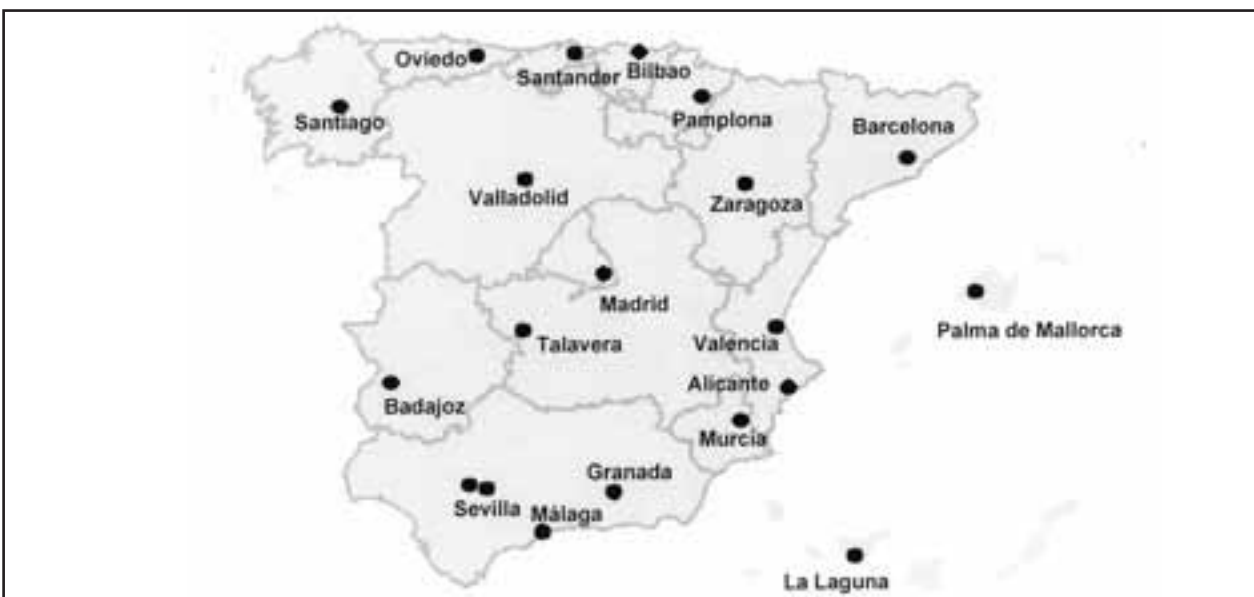 Oviedo
Santander
Bilbao
Santiago
Pamplona
Barcelona
Valladolid
Zaragoza
Madrid
Palma de Mallorca
Talavera
Valencia
Alicante
Badajoz
Murcia
Granada
Sevilla
Málaga
La Laguna